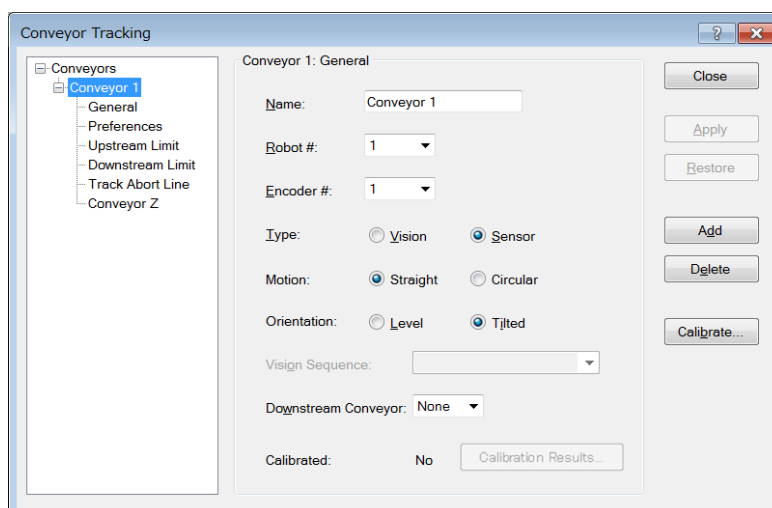 Conveyor Tracking
Conveyors
Conveyor 1
General
Preferences
Upstream Limit
Downstream Limit
Track Abort Line
Conveyor Z
Conveyor 1: General
Name: Conveyor 1
Robot #: 1
Encoder #: 1
Type: Vision Sensor
Motion: Straight Circular
Orientation: Level Tilted
Vision Sequence:
Downstream Conveyor: None
Calibrated: No Calibration Results...
Close
Apply
Restore
Add
Delete
Calibrate...